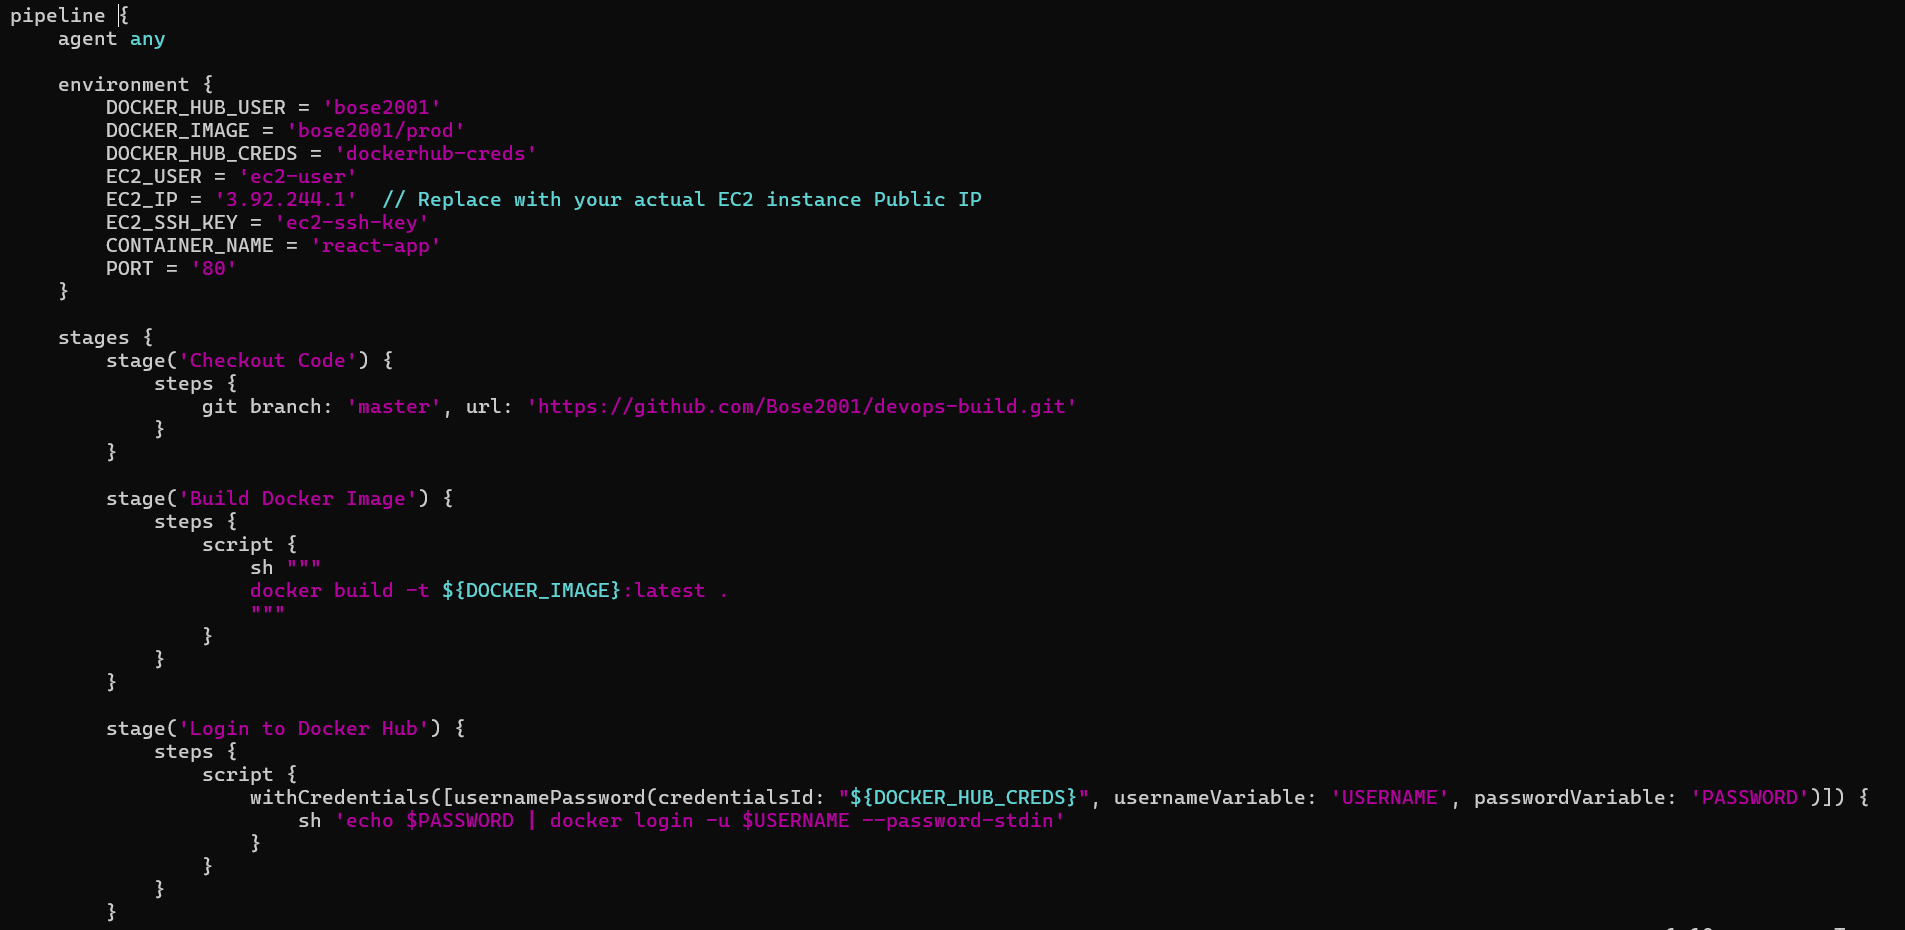 pipeline {
    agent any

    environment {
        DOCKER_HUB_USER = 'bose2001'
        DOCKER_IMAGE = 'bose2001/prod'
        DOCKER_HUB_CREDS = 'dockerhub-creds'
        EC2_USER = 'ec2-user'
        EC2_IP = '3.92.244.1'  // Replace with your actual EC2 instance Public IP
        EC2_SSH_KEY = 'ec2-ssh-key'
        CONTAINER_NAME = 'react-app'
        PORT = '80'
    }

    stages {
        stage('Checkout Code') {
            steps {
                git branch: 'master', url: 'https://github.com/Bose2001/devops-build.git'
            }
        }

        stage('Build Docker Image') {
            steps {
                script {
                    sh """
                    docker build -t ${DOCKER_IMAGE}:latest .
                    """
                }
            }
        }

        stage('Login to Docker Hub') {
            steps {
                script {
                    withCredentials([usernamePassword(credentialsId: "${DOCKER_HUB_CREDS}", usernameVariable: 'USERNAME', passwordVariable: 'PASSWORD')]) {
                        sh 'echo $PASSWORD | docker login -u $USERNAME --password-stdin'
                    }
                }
            }
        }